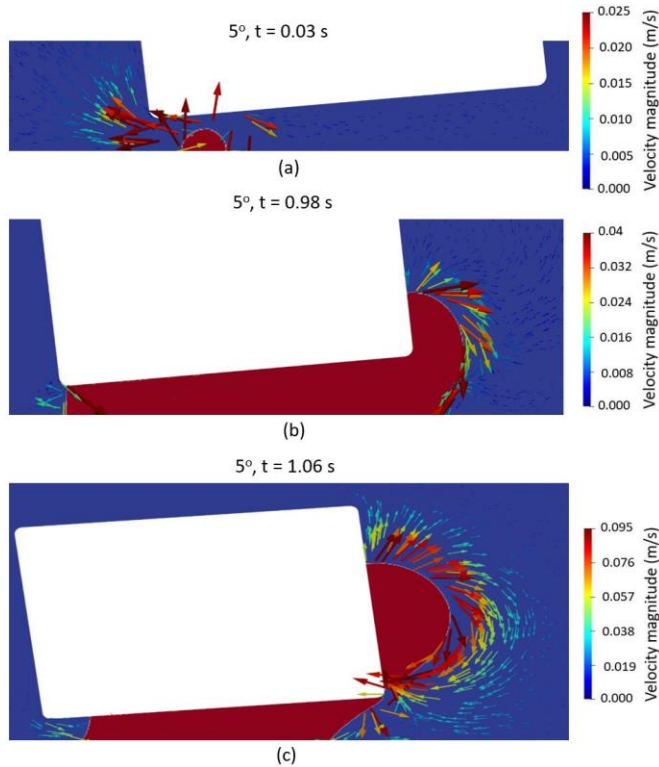 5°, t = 0.03 s
0.025
0.020
0.015
0.010
0.005
0.000
Velocity magnitude (m/s)
(a)
5°, t = 0.98 s
0.04
0.032
0.024
0.016
0.008
0.000
Velocity magnitude (m/s)
(b)
5°, t = 1.06 s
0.095
0.076
0.057
0.038
0.019
0.000
Velocity magnitude (m/s)
(c)